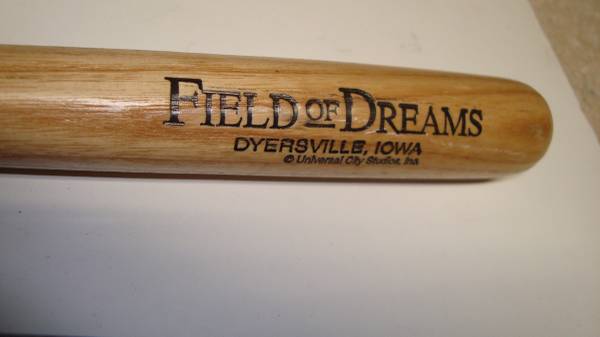 FIELD OF DREAMS
DYERSVILLE, IOWA
© Universal City Studios, Inc.